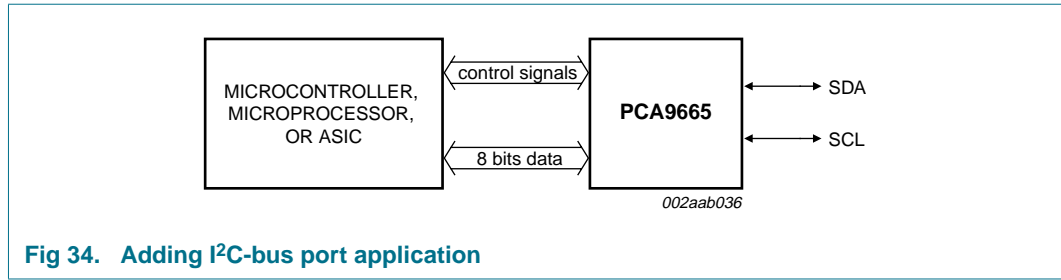 MICROCONTROLLER,
MICROPROCESSOR,
OR ASIC
control signals
8 bits data
PCA9665
SDA
SCL
002aab036
Fig 34. Adding I²C-bus port application